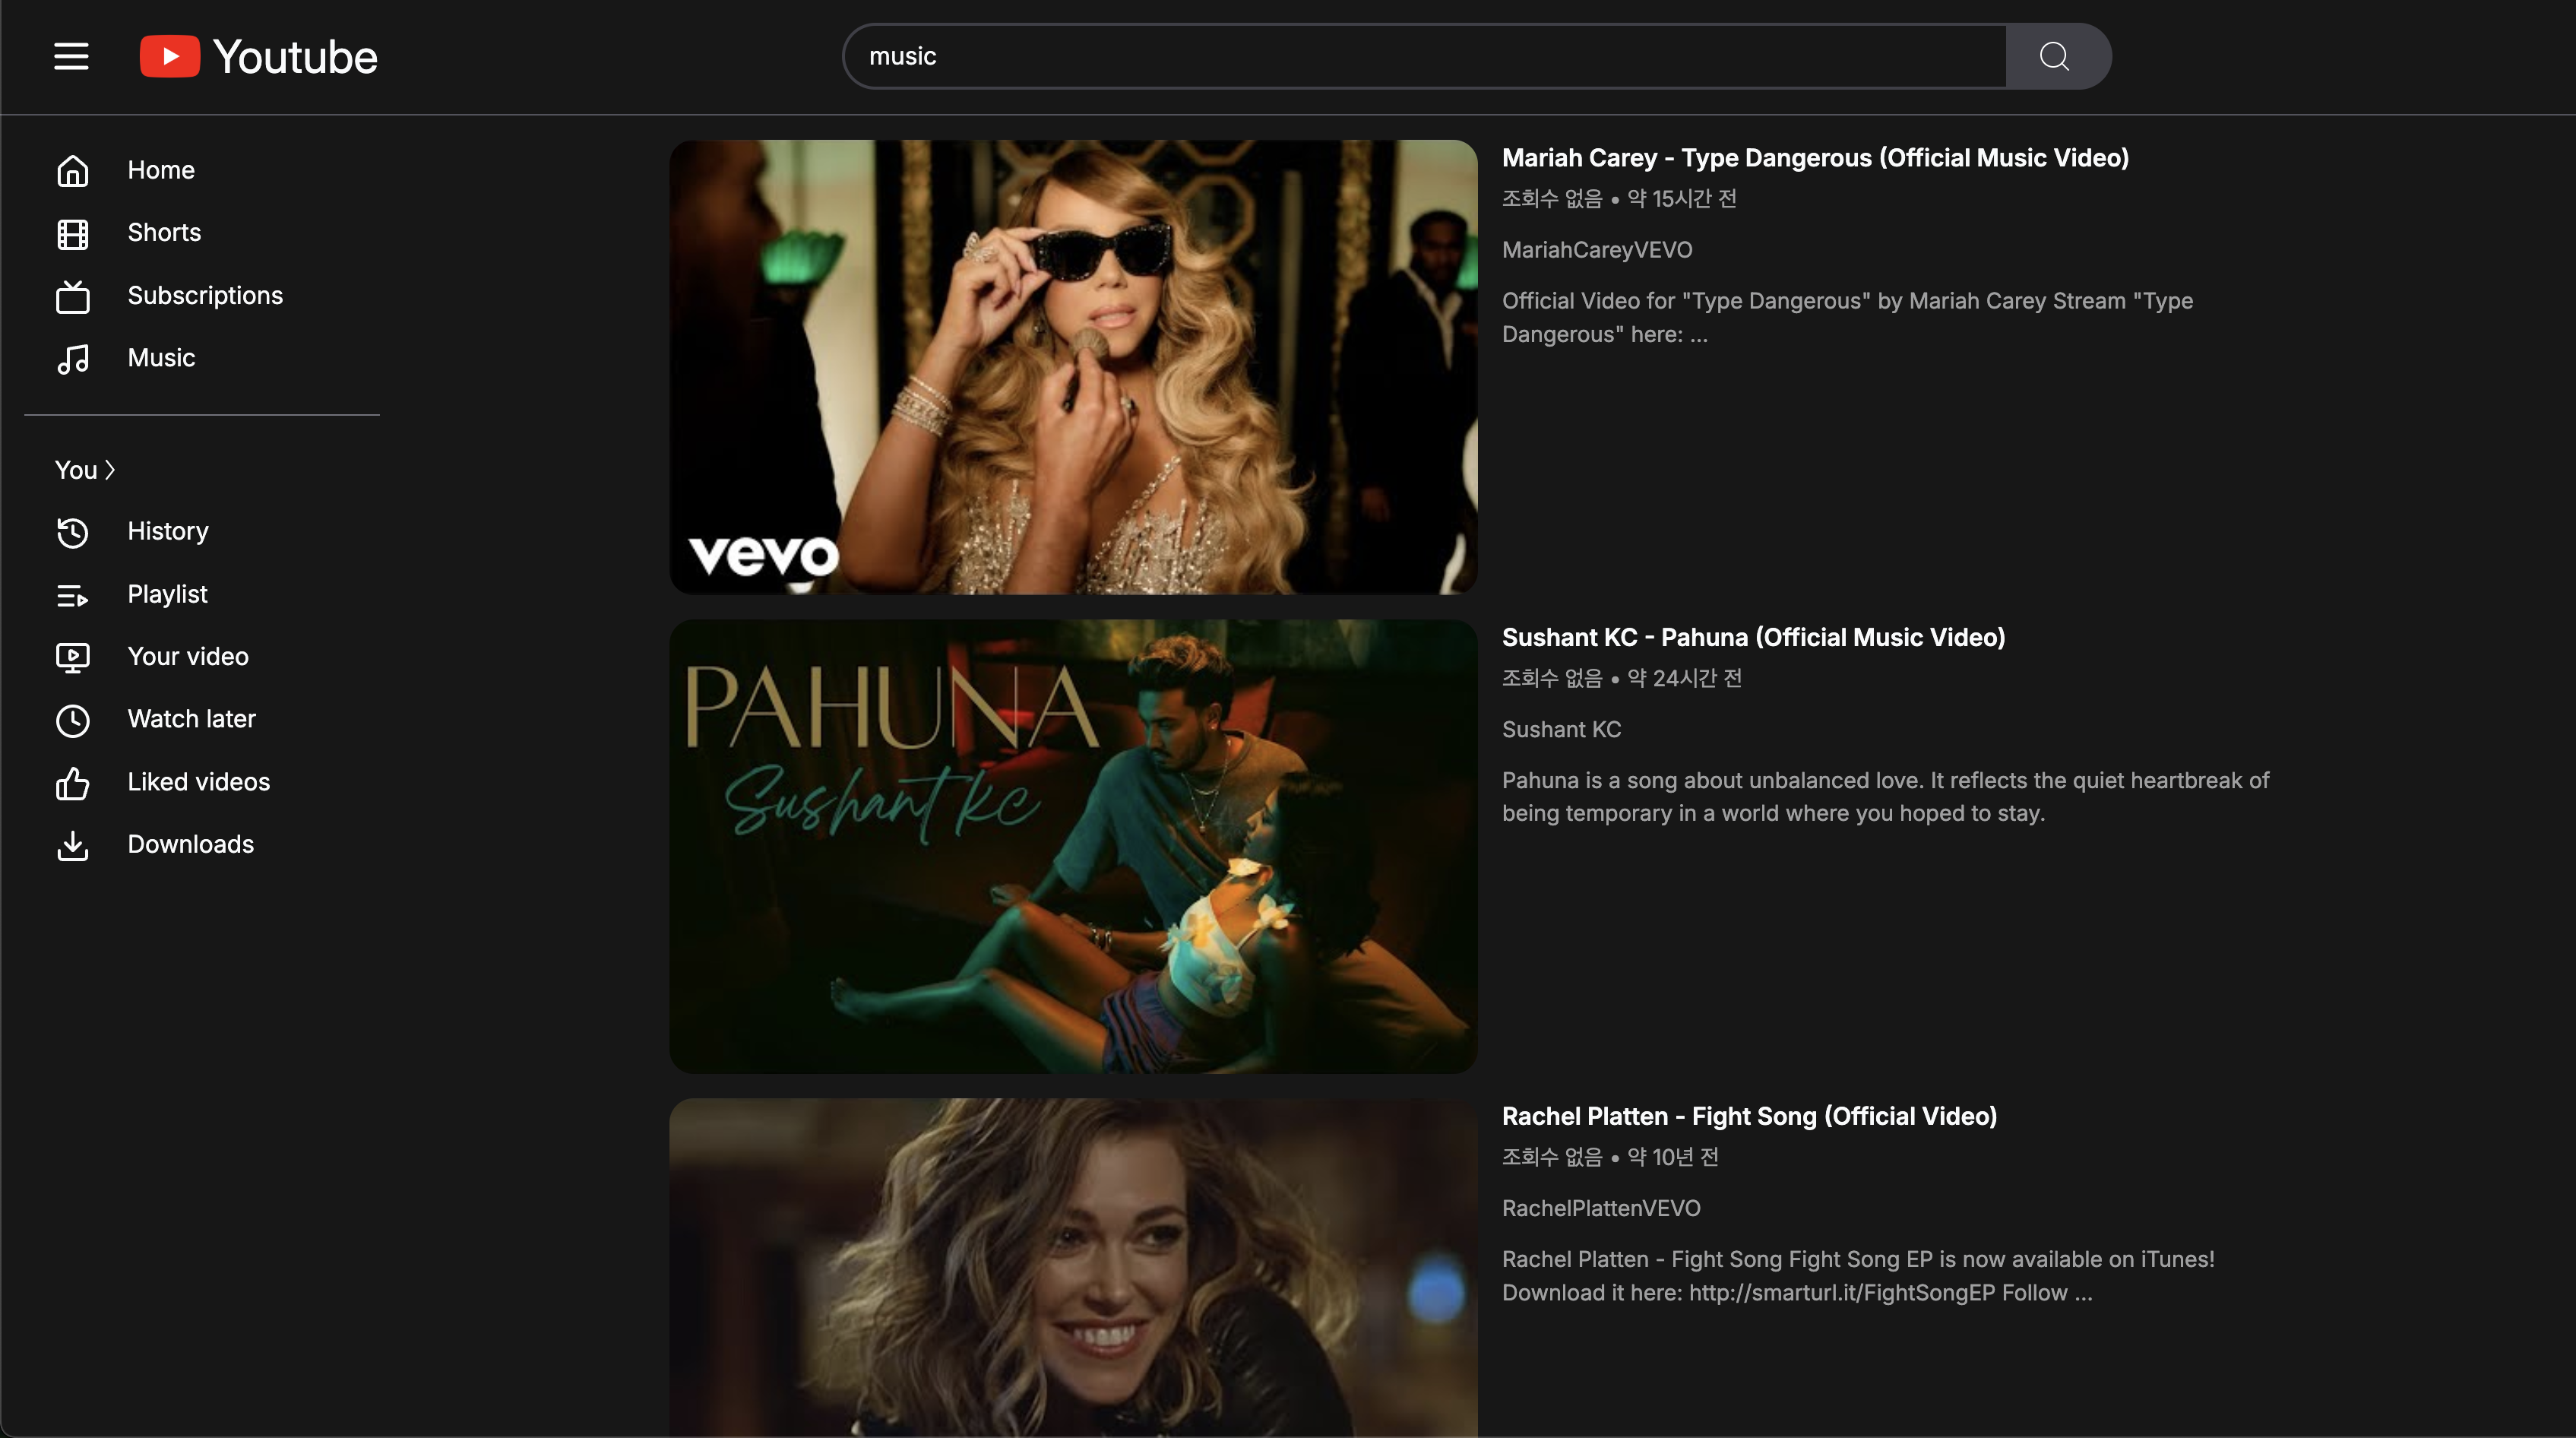 Youtube
music
Home
Shorts
Subscriptions
Music
You
History
Playlist
Your video
Watch later
Liked videos
Downloads
vevo
Mariah Carey - Type Dangerous (Official Music Video)
조회수 없음 • 약 15시간 전
MariahCareyVEVO
Official Video for "Type Dangerous" by Mariah Carey Stream "Type
Dangerous" here: ...
PAHUNA
Sushant KC
Sushant KC - Pahuna (Official Music Video)
조회수 없음 • 약 24시간 전
Sushant KC
Pahuna is a song about unbalanced love. It reflects the quiet heartbreak of
being temporary in a world where you hoped to stay.
Rachel Platten - Fight Song (Official Video)
조회수 없음 • 약 10년 전
RachelPlattenVEVO
Rachel Platten - Fight Song Fight Song EP is now available on iTunes!
Download it here: http://smarturl.it/FightSongEP Follow ...